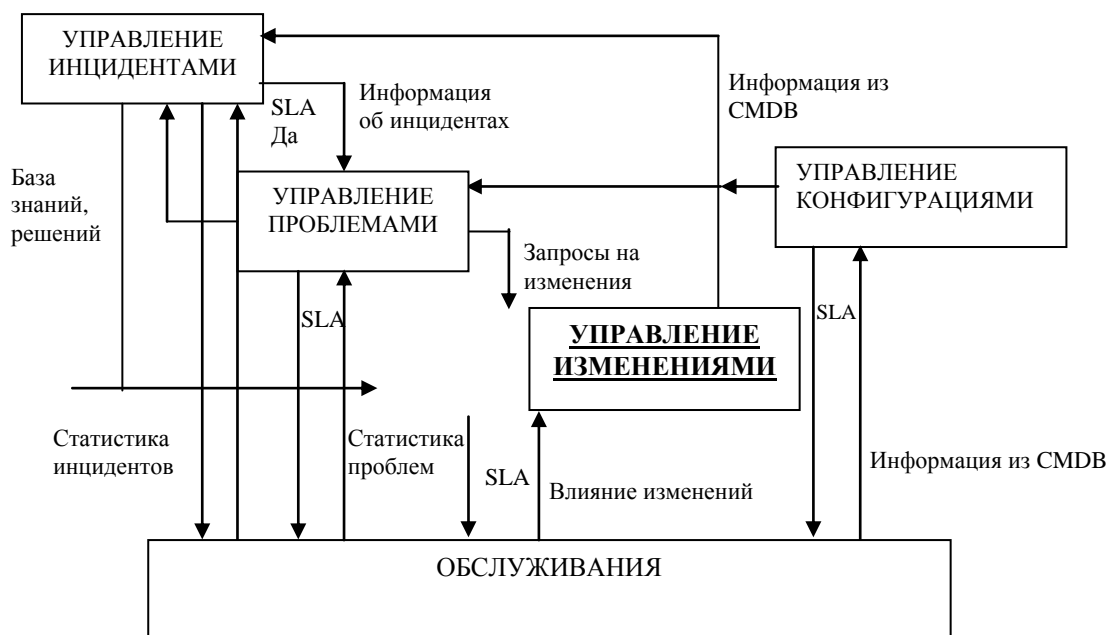 УПРАВЛЕНИЕ
ИНЦИДЕНТАМИ
Информация из
CMDB
SLA
Да
Информация
об инцидентах
База
знаний,
решений
УПРАВЛЕНИЕ
ПРОБЛЕМАМИ
УПРАВЛЕНИЕ
КОНФИГУРАЦИЯМИ
Запросы на
изменения
SLA
SLA
УПРАВЛЕНИЕ
ИЗМЕНЕНИЯМИ
Статистика
инцидентов
Статистика
проблем
SLA
Влияние изменений
Информация из CMDB
ОБСЛУЖИВАНИЯ